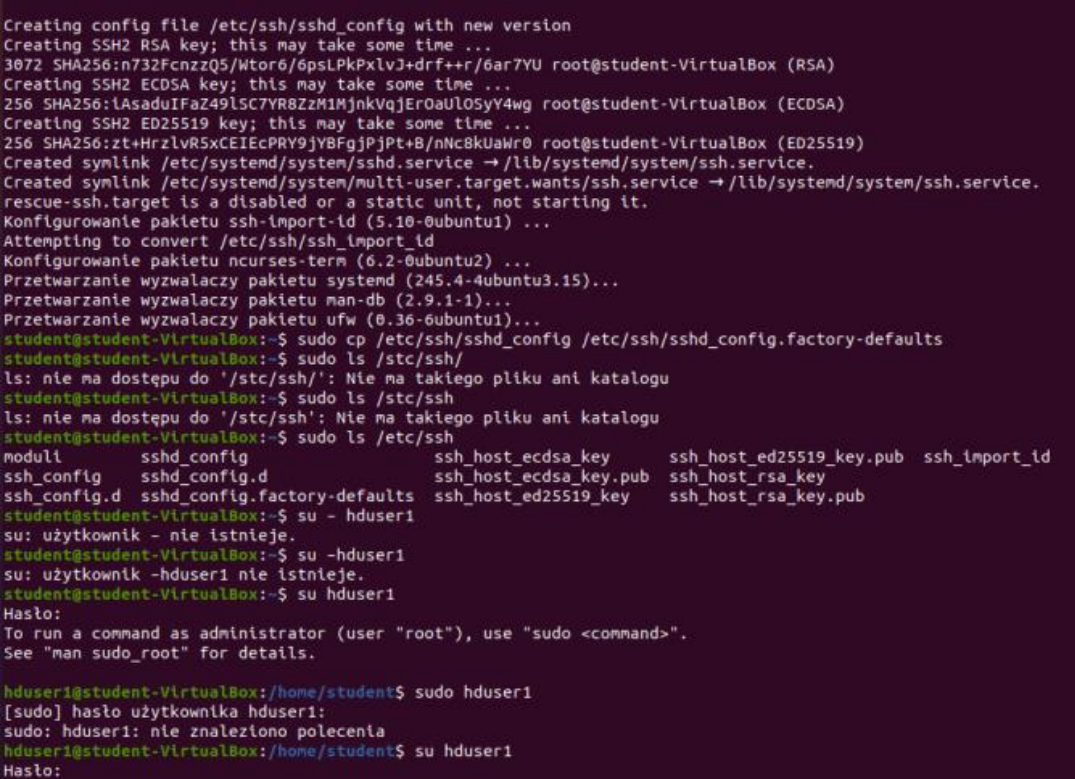 Creating config file /etc/ssh/sshd_config with new version
Creating SSH2 RSA key; this may take some time ...
3072 SHA256:n732FcnzzQ5/Wtor6/6psLPkPxlvJ+drf++r/6ar7YU root@student-VirtualBox (RSA)
Creating SSH2 ECDSA key; this may take some time ...
256 SHA256:iAsaduIFaZ49lSC7YR8ZzM1MjnkVqjErOaUlOSyY4wg root@student-VirtualBox (ECDSA)
Creating SSH2 ED25519 key; this may take some time ...
256 SHA256:zt+HrzlvR5xCEIEcPRY9jYBFgjPjPt+B/nNc8kUaWr0 root@student-VirtualBox (ED25519)
Created symlink /etc/systemd/system/sshd.service → /lib/systemd/system/ssh.service.
Created symlink /etc/systemd/system/multi-user.target.wants/ssh.service → /lib/systemd/system/ssh.service.
rescue-ssh.target is a disabled or a static unit, not starting it.
Konfigurowanie pakietu ssh-import-id (5.10-0ubuntu1) ...
Attempting to convert /etc/ssh/ssh_import_id
Konfigurowanie pakietu ncurses-term (6.2-0ubuntu2) ...
Przetwarzanie wyzwalaczy pakietu systemd (245.4-4ubuntu3.15)...
Przetwarzanie wyzwalaczy pakietu man-db (2.9.1-1)...
Przetwarzanie wyzwalaczy pakietu ufw (0.36-6ubuntu1)...
student@student-VirtualBox:~$ sudo cp /etc/ssh/sshd_config /etc/ssh/sshd_config.factory-defaults
student@student-VirtualBox:~$ sudo ls /stc/ssh/
ls: nie ma dostępu do '/stc/ssh/': Nie ma takiego pliku ani katalogu
student@student-VirtualBox:~$ sudo ls /stc/ssh
ls: nie ma dostępu do '/stc/ssh': Nie ma takiego pliku ani katalogu
student@student-VirtualBox:~$ sudo ls /etc/ssh
moduli sshd_config ssh_host_ecdsa_key ssh_host_ed25519_key.pub ssh_import_id
ssh_config sshd_config.d ssh_host_ecdsa_key.pub ssh_host_rsa_key
ssh_config.d sshd_config.factory-defaults ssh_host_ed25519_key ssh_host_rsa_key.pub
student@student-VirtualBox:~$ su – hduser1
su: użytkownik – nie istnieje.
student@student-VirtualBox:~$ su –hduser1
su: użytkownik –hduser1 nie istnieje.
student@student-VirtualBox:~$ su hduser1
Hasło:
To run a command as administrator (user "root"), use "sudo <command>".
See "man sudo_root" for details.
hduser1@student-VirtualBox:/home/student$ sudo hduser1
[sudo] hasło użytkownika hduser1:
sudo: hduser1: nie znaleziono polecenia
hduser1@student-VirtualBox:/home/student$ su hduser1
Hasło: